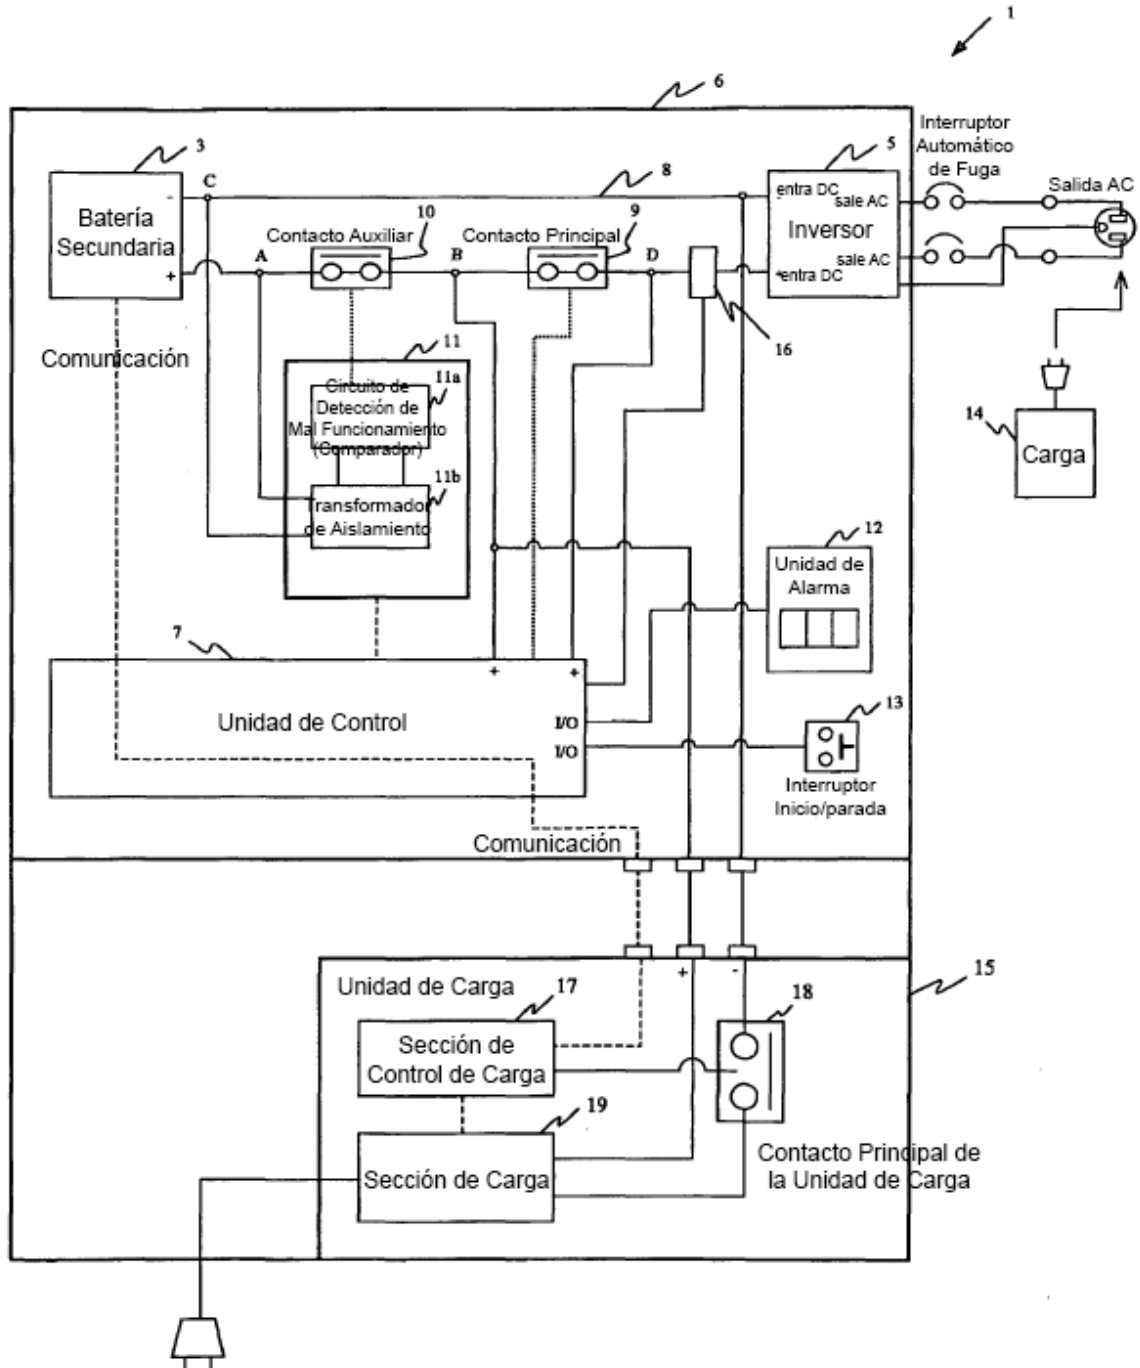 1
6
Interruptor
Automático
de Fuga
3
C
8
5
Salida AC
Batería
Secundaria
-
+
10
Contacto Auxiliar
9
Contacto Principal
A
B
D
entra DC
sale AC
Inversor
sale AC
entra DC
16
Comunicación
11
11a
Circuito de
Detección de
Mal Funcionamiento
(Comparador)
11b
Transformador
de Aislamiento
14
Carga
12
Unidad de
Alarma
7
+
+
Unidad de Control
I/O
I/O
13
Interruptor
Inicio/parada
Comunicación
+
-
15
Unidad de Carga
17
18
Sección de
Control de Carga
19
Sección de Carga
Contacto Principal de
la Unidad de Carga